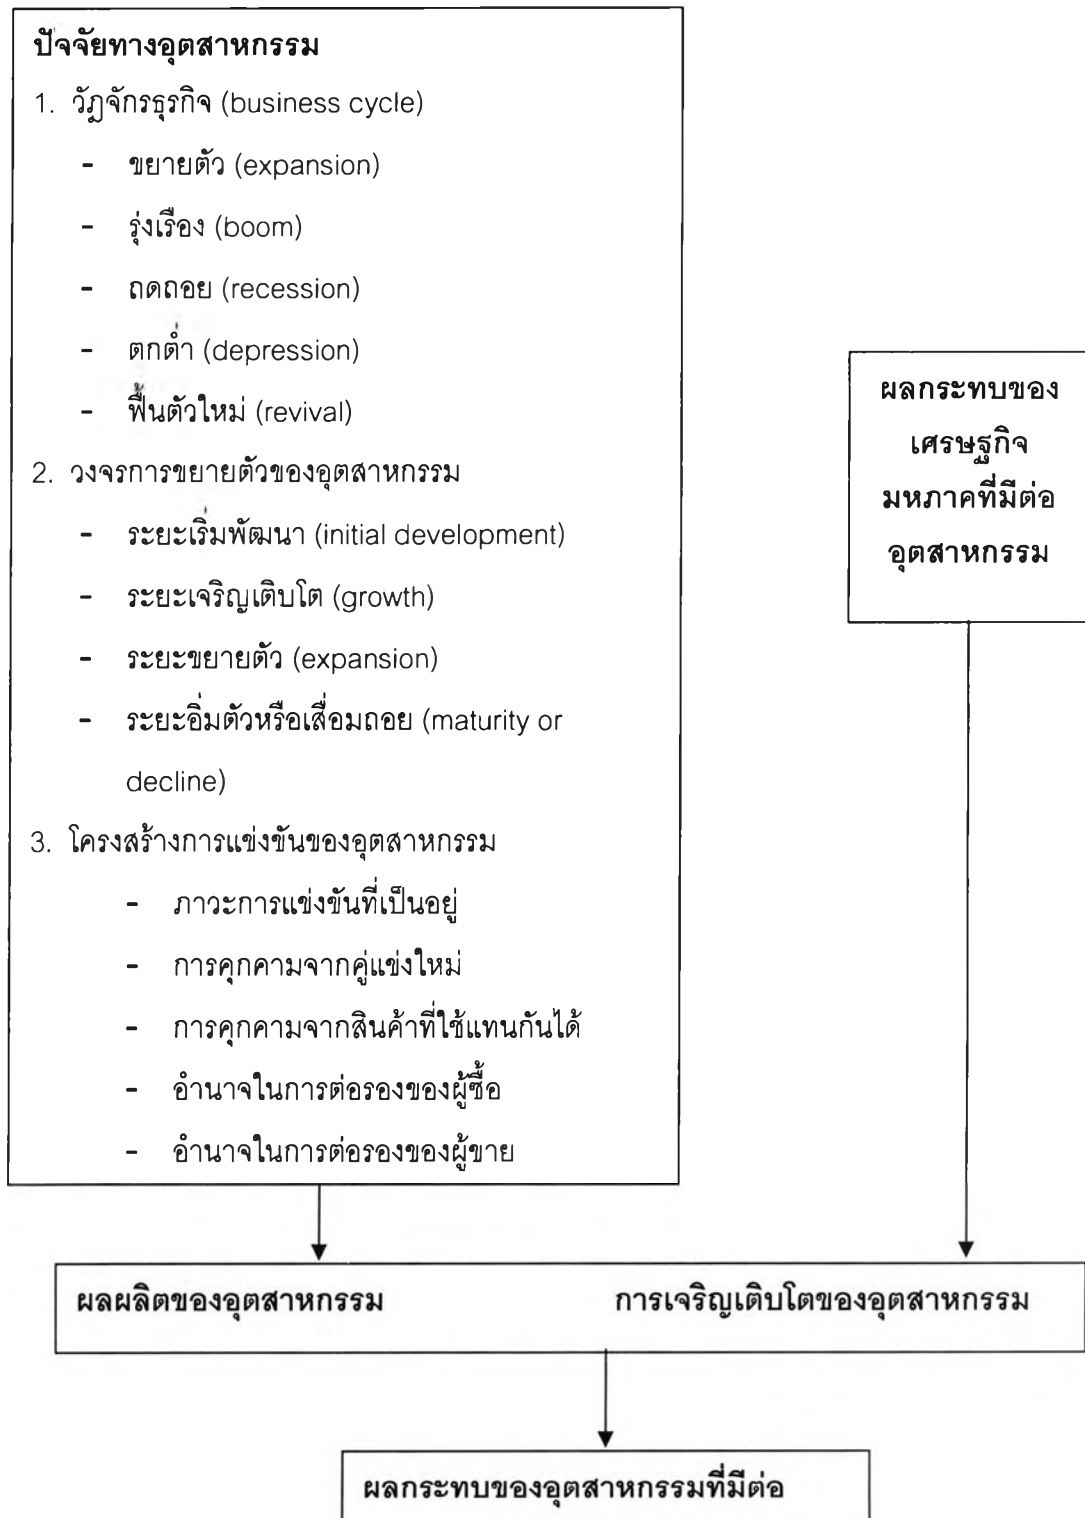 ปัจจัยทางอุตสาหกรรม
1. วัฏจักรธุรกิจ (business cycle)
- ขยายตัว (expansion)
- รุ่งเรือง (boom)
- ถดถอย (recession)
- ตกต่ำ (depression)
- ฟื้นตัวใหม่ (revival)
2. วงจรการขยายตัวของอุตสาหกรรม
- ระยะเริ่มพัฒนา (initial development)
- ระยะเจริญเติบโต (growth)
- ระยะขยายตัว (expansion)
- ระยะอิ่มตัวหรือเสื่อมถอย (maturity or
decline)
3. โครงสร้างการแข่งขันของอุตสาหกรรม
- ภาวะการแข่งขันที่เป็นอยู่
- การคุกคามจากคู่แข่งใหม่
- การคุกคามจากสินค้าที่ใช้แทนกันได้
- อำนาจในการต่อรองของผู้ซื้อ
- อำนาจในการต่อรองของผู้ขาย
ผลกระทบของ
เศรษฐกิจ
มหภาคที่มีต่อ
อุตสาหกรรม
ผลผลิตของอุตสาหกรรม การเจริญเติบโตของอุตสาหกรรม
ผลกระทบของอุตสาหกรรมที่มีต่อ